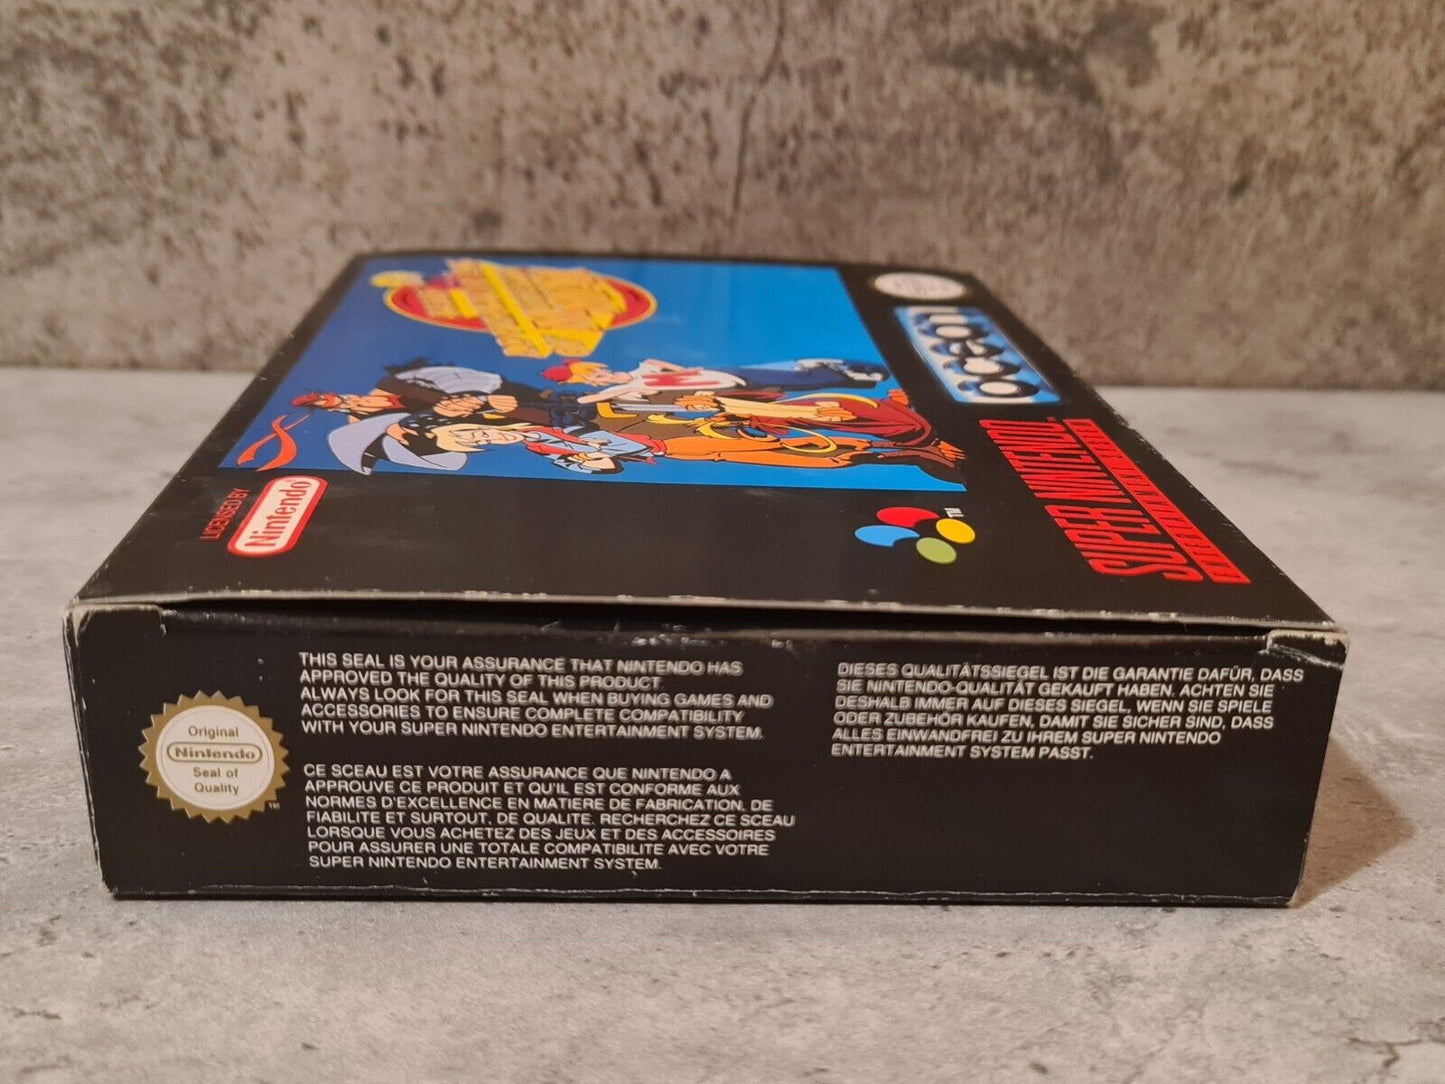 SUPER NINTENDO
TM
LICENSED BY
Nintendo
Original
Nintendo
Seal of
Quality
TM
THIS SEAL IS YOUR ASSURANCE THAT NINTENDO HAS
APPROVED THE QUALITY OF THIS PRODUCT
ALWAYS LOOK FOR THIS SEAL WHEN BUYING GAMES AND
ACCESSORIES TO ENSURE COMPLETE COMPATIBILITY
WITH YOUR SUPER NINTENDO ENTERTAINMENT SYSTEM.
CE SCEAU EST VOTRE ASSURANCE QUE NINTENDO A
APPROUVE CE PRODUIT ET QU'IL EST CONFORME AUX
NORMES D'EXCELLENCE EN MATIERE DE FABRICATION, DE
FIABILITE ET SURTOUT, DE QUALITE. RECHERCHEZ CE SCEAU
LORSQUE VOUS ACHETEZ DES JEUX ET DES ACCESSOIRES
POUR ASSURER UNE TOTALE COMPATIBILITE AVEC VOTRE
SUPER NINTENDO ENTERTAINMENT SYSTEM.
DIESES QUALITÄTSSIEGEL IST DIE GARANTIE DAFÜR, DASS
SIE NINTENDO-QUALITÄT GEKAUFT HABEN. ACHTEN SIE
DESHALB IMMER AUF DIESES SIEGEL, WENN SIE SPIELE
ODER ZUBEHÖR KAUFEN, DAMIT SIE SICHER SIND, DASS
ALLES EINWANDFREI ZU IHREM SUPER NINTENDO
ENTERTAINMENT SYSTEM PASST.